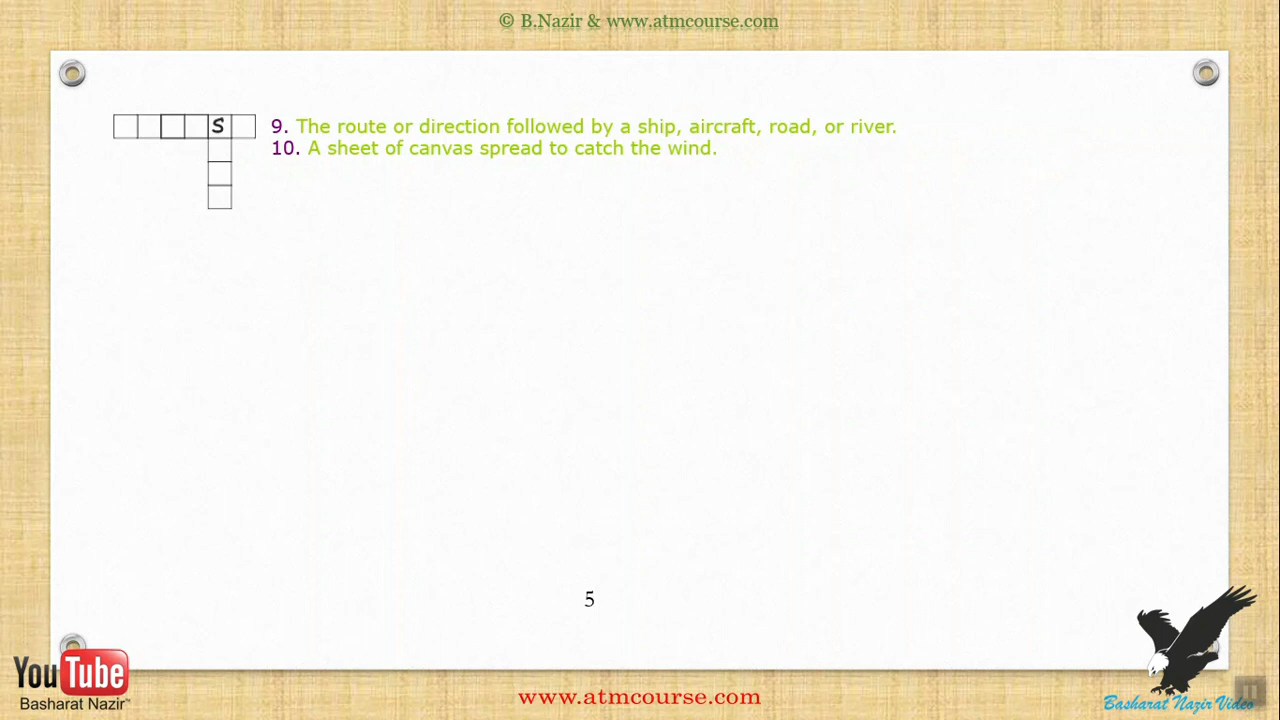 © B.Nazir & www.atmcourse.com
S
9. The route or direction followed by a ship, aircraft, road, or river.
10. A sheet of canvas spread to catch the wind.
5
YouTube
Basharat Nazir™
www.atmcourse.com
Basharat Nazir Video